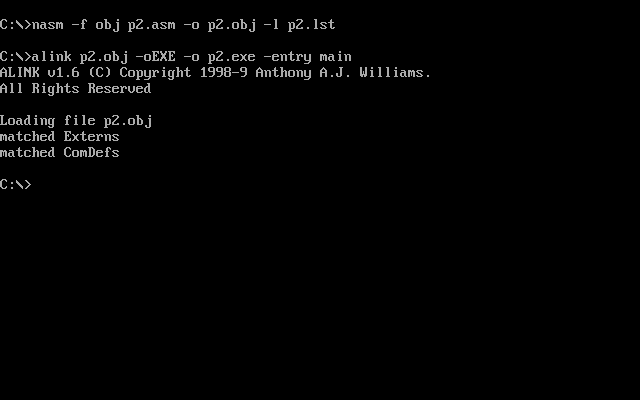 C:\>nasm -f obj p2.asm -o p2.obj -l p2.lst
C:\>alink p2.obj -oEXE -o p2.exe -entry main
ALINK v1.6 (C) Copyright 1998-9 Anthony A.J. Williams.
All Rights Reserved
Loading file p2.obj
matched Externs
matched ComDefs
C:\>